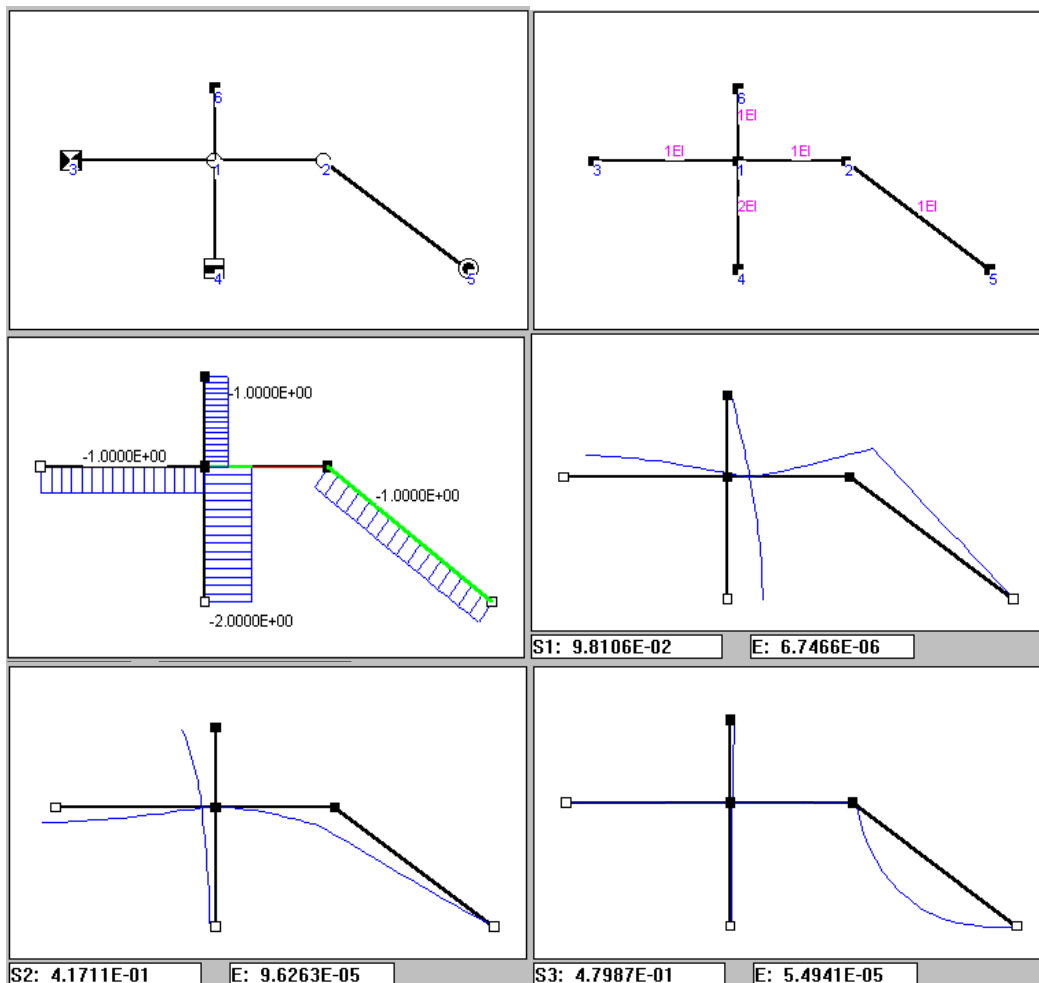 6
3
1
2
4
5
6
1EI
1EI
1EI
3
1
2
2EI
1EI
4
5
-1.0000E+00
-1.0000E+00
-1.0000E+00
-2.0000E+00
S1: 9.8106E-02
E: 6.7466E-06
S2: 4.1711E-01
E: 9.6263E-05
S3: 4.7987E-01
E: 5.4941E-05